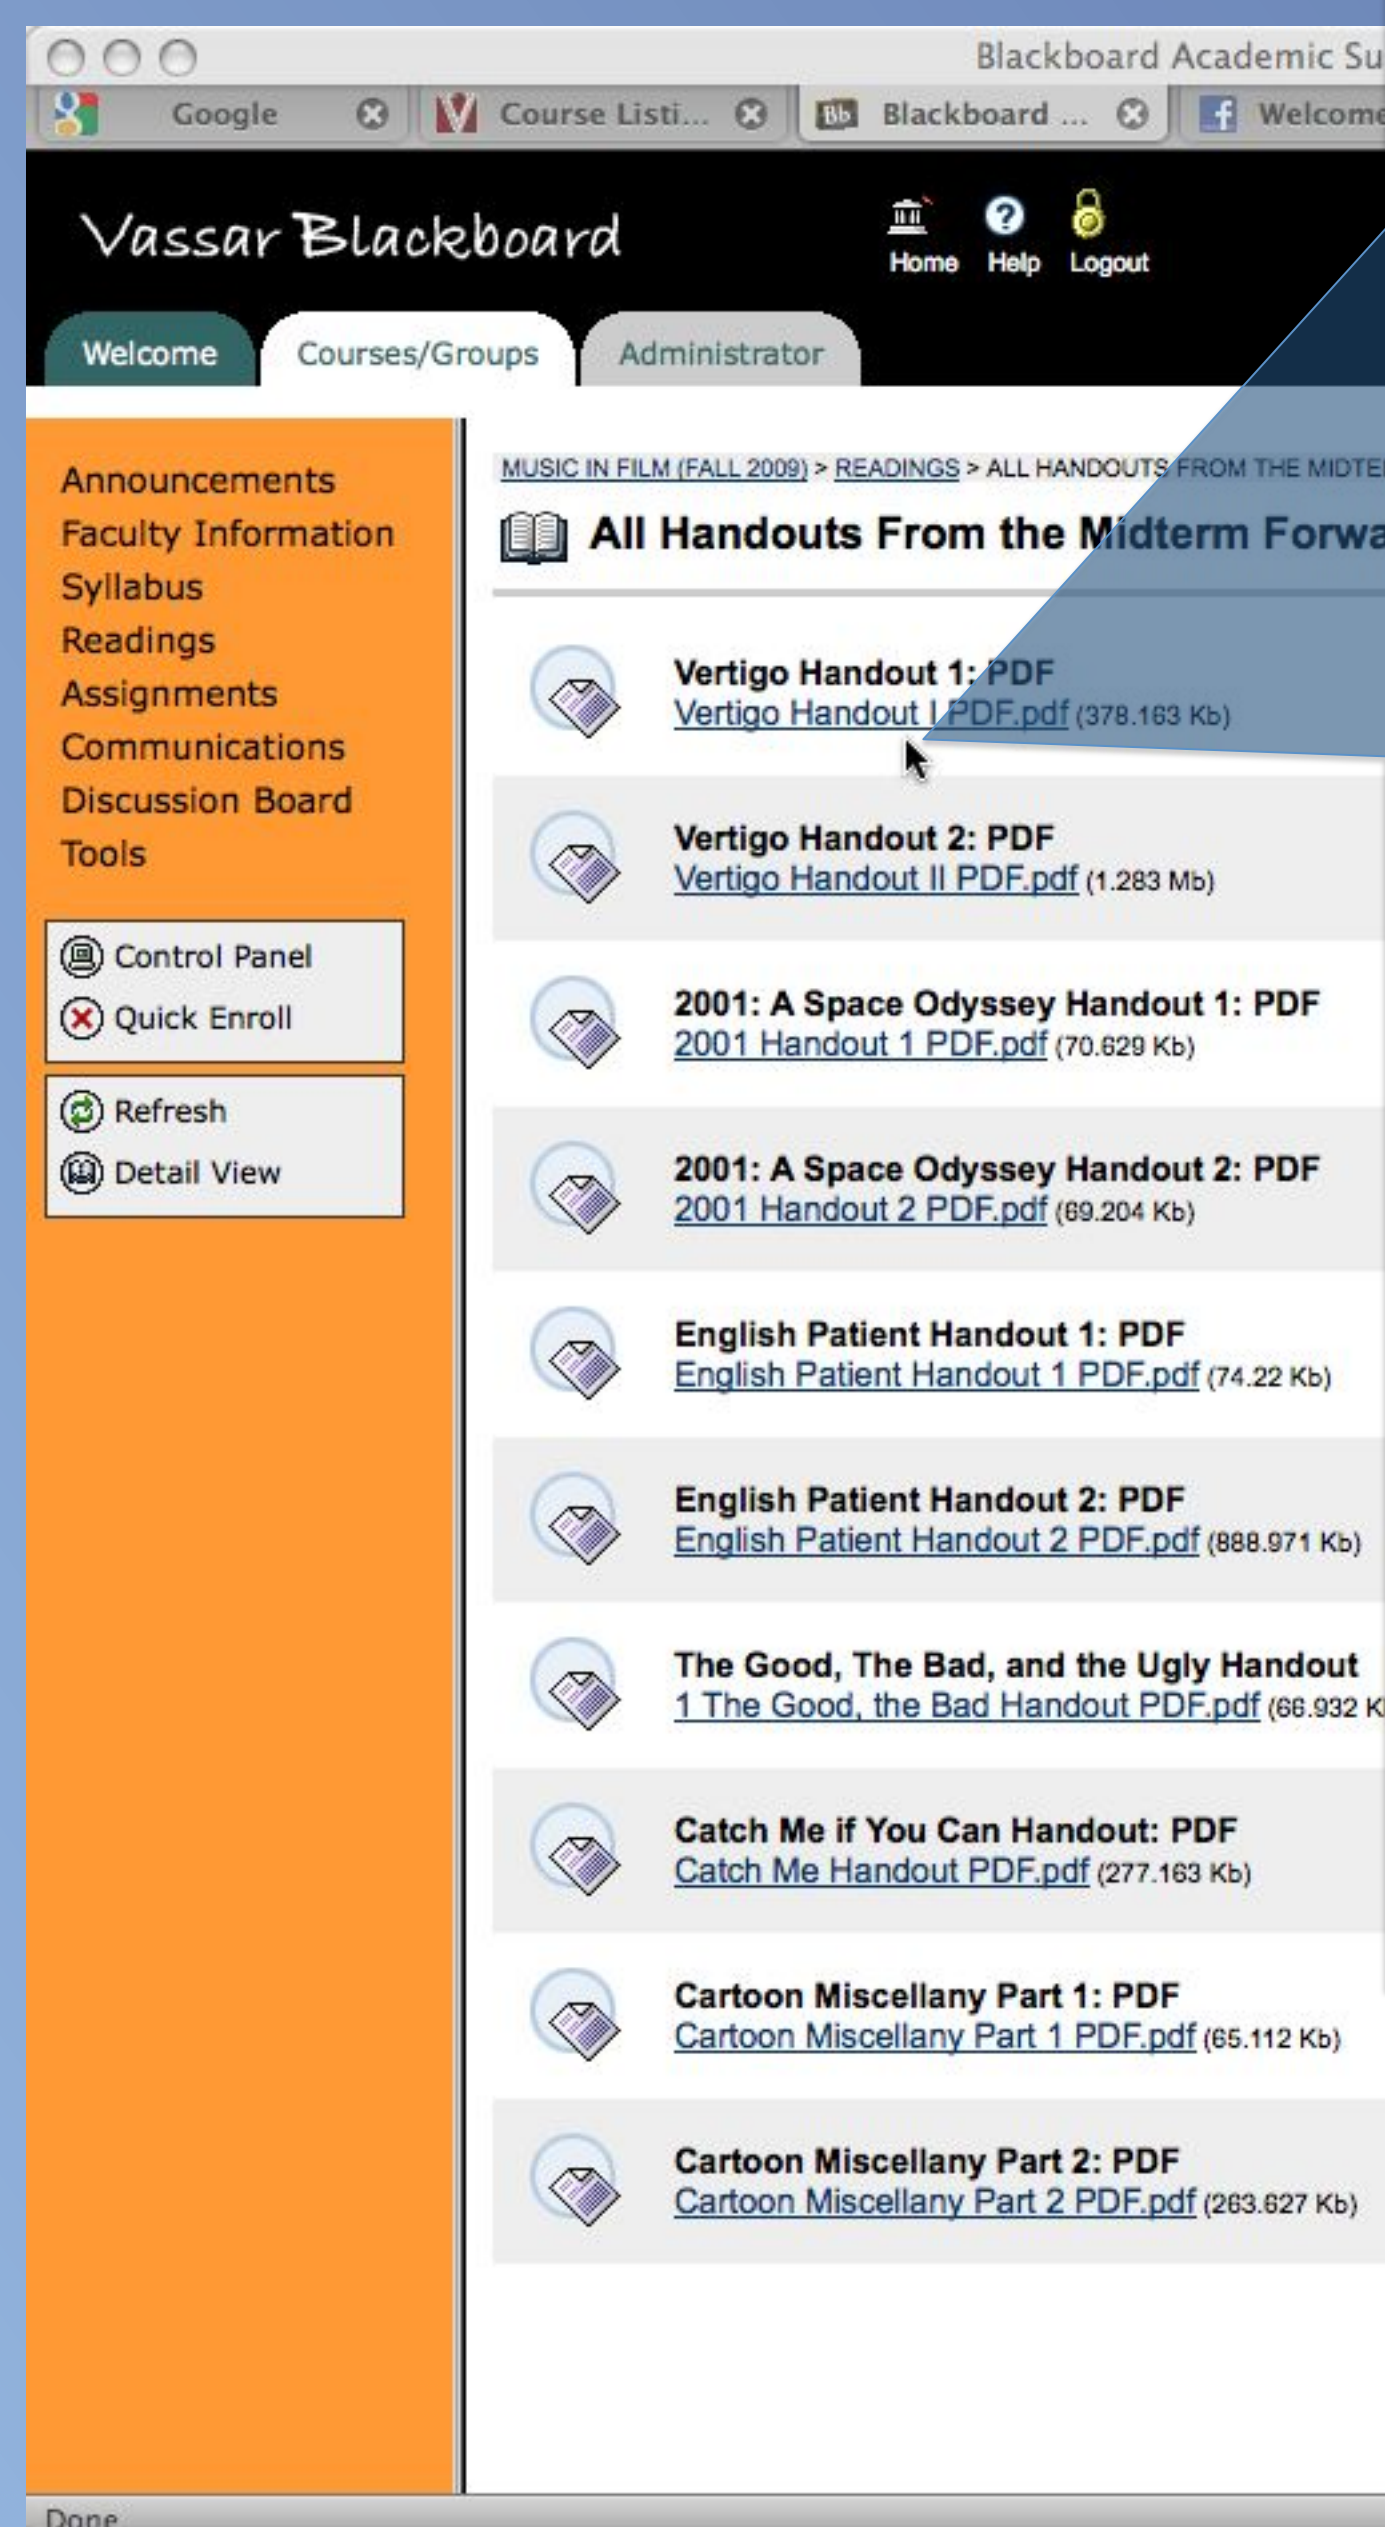 Blackboard Academic Su
Google
Course Listi...
Blackboard ...
Welcome
Vassar Blackboard
Home Help Logout
Welcome
Courses/Groups
Administrator
Announcements
Faculty Information
Syllabus
Readings
Assignments
Communications
Discussion Board
Tools
Control Panel
Quick Enroll
Refresh
Detail View
MUSIC IN FILM (FALL 2009) > READINGS > ALL HANDOUTS FROM THE MIDTE
All Handouts From the Midterm Forwa
Vertigo Handout 1: PDF
Vertigo Handout I PDF.pdf (378.163 Kb)
Vertigo Handout 2: PDF
Vertigo Handout II PDF.pdf (1.283 Mb)
2001: A Space Odyssey Handout 1: PDF
2001 Handout 1 PDF.pdf (70.629 Kb)
2001: A Space Odyssey Handout 2: PDF
2001 Handout 2 PDF.pdf (69.204 Kb)
English Patient Handout 1: PDF
English Patient Handout 1 PDF.pdf (74.22 Kb)
English Patient Handout 2: PDF
English Patient Handout 2 PDF.pdf (888.971 Kb)
The Good, The Bad, and the Ugly Handout
1 The Good, the Bad Handout PDF.pdf (66.932 K
Catch Me if You Can Handout: PDF
Catch Me Handout PDF.pdf (277.163 Kb)
Cartoon Miscellany Part 1: PDF
Cartoon Miscellany Part 1 PDF.pdf (65.112 Kb)
Cartoon Miscellany Part 2: PDF
Cartoon Miscellany Part 2 PDF.pdf (263.627 Kb)
Done